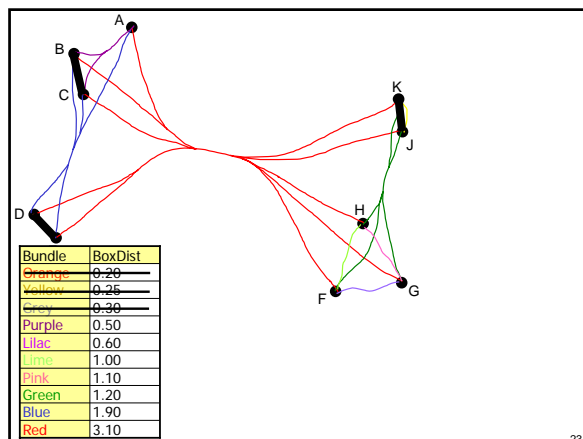 A
B
K
C
J
D
H
G
F
Bundle BoxDist
Orange 0.20
Yellow 0.25
Grey 0.30
Purple 0.50
Lilac 0.60
Lime 1.00
Pink 1.10
Green 1.20
Blue 1.90
Red 3.10
23